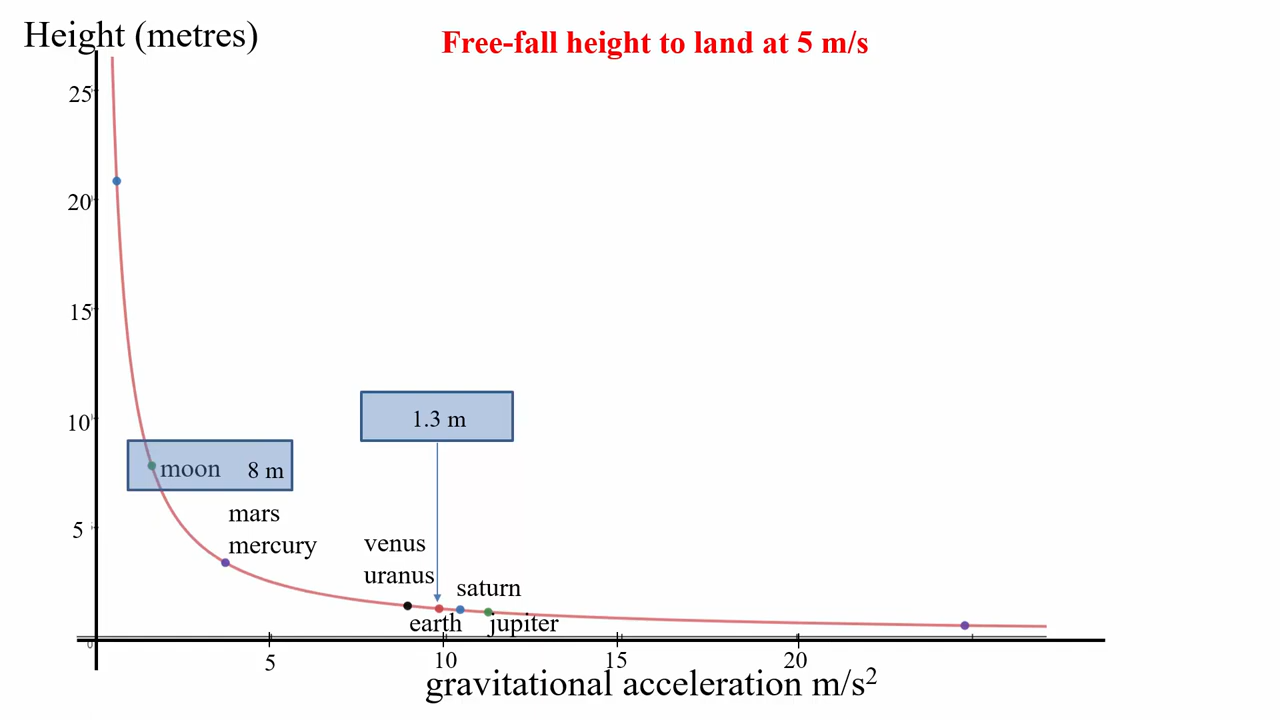 Height (metres)
Free-fall height to land at 5 m/s
25
20
15
10
5
0
1.3 m
moon 8 m
mars
mercury
venus
uranus
saturn
earth
jupiter
5
10
15
20
gravitational acceleration m/s²